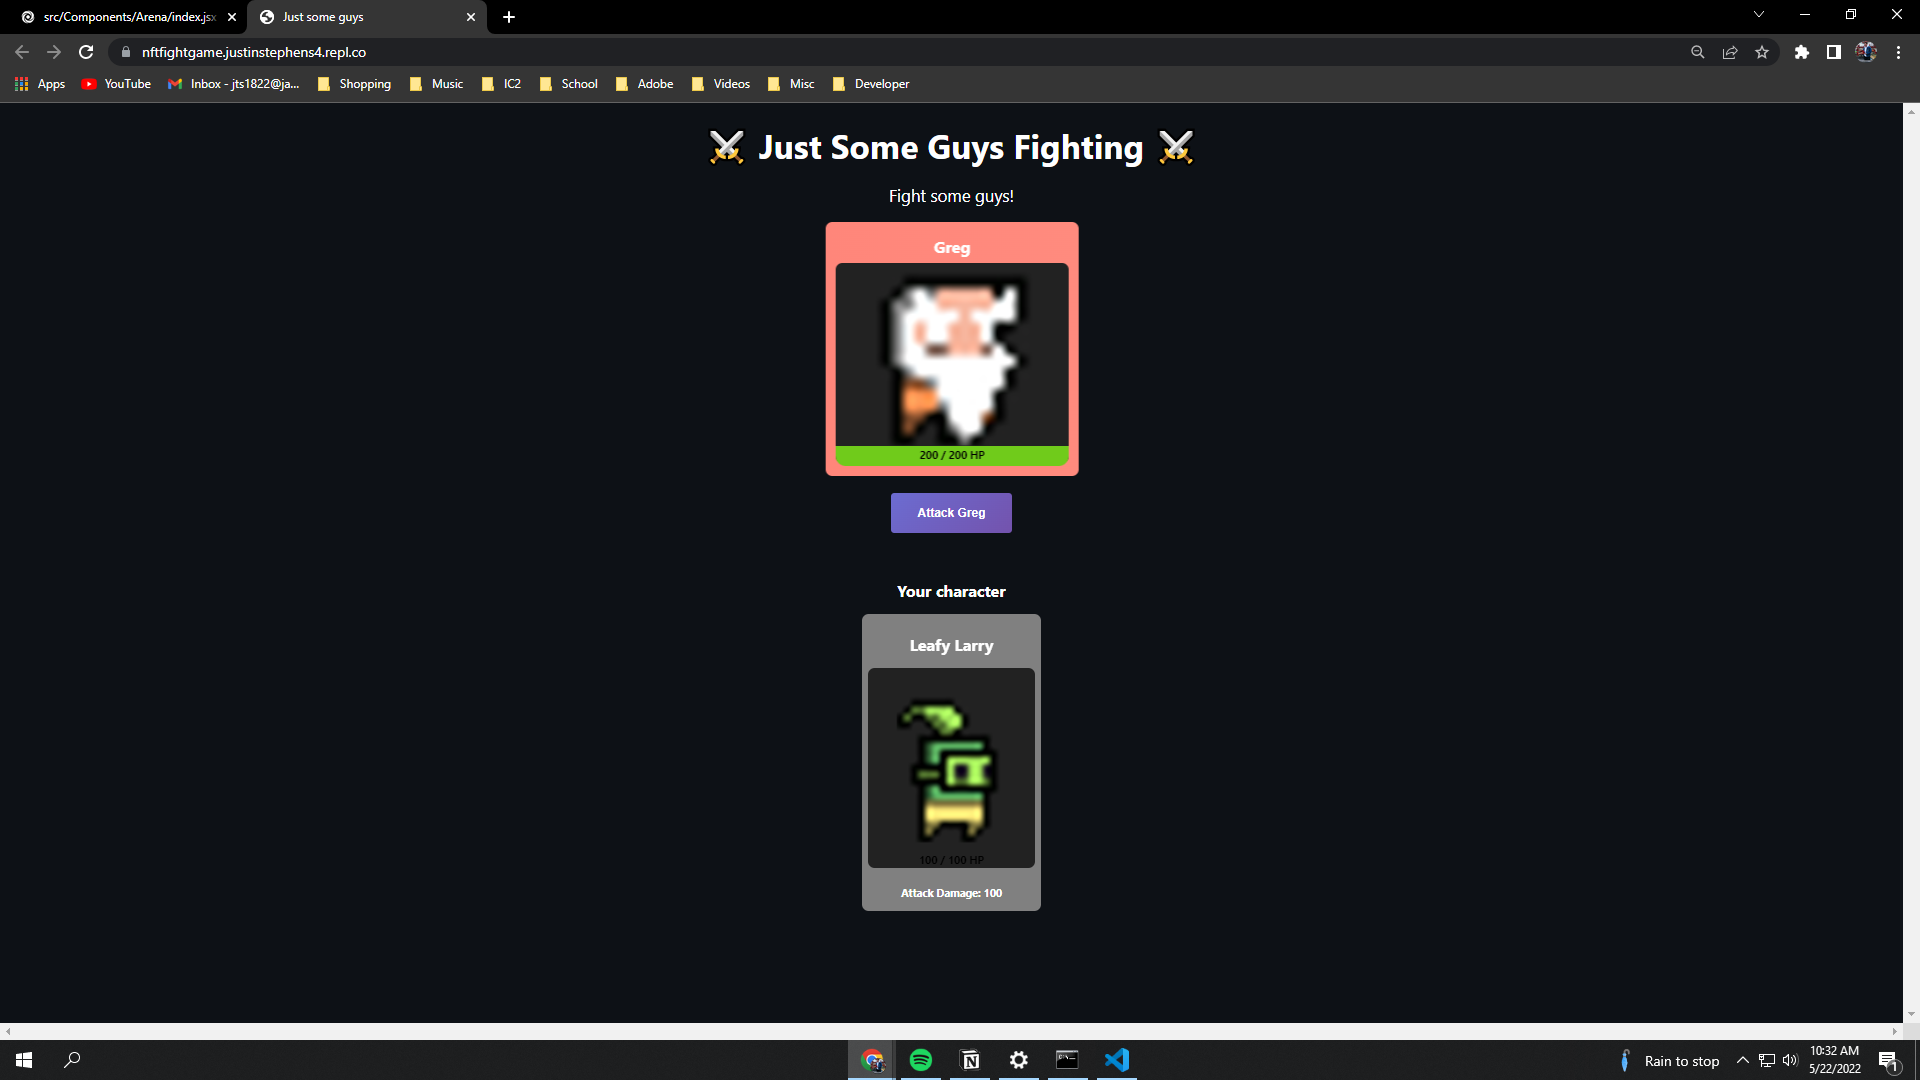 src/Components/Arena/index.jsx
Just some guys
nftfightgame.justinstephens4.repl.co
Apps
YouTube
Inbox - jts1822@ja...
Shopping
Music
IC2
School
Adobe
Videos
Misc
Developer
⚔️ Just Some Guys Fighting ⚔️
Fight some guys!
Greg
200 / 200 HP
Attack Greg
Your character
Leafy Larry
100 / 100 HP
Attack Damage: 100
Rain to stop
10:32 AM
5/22/2022
1